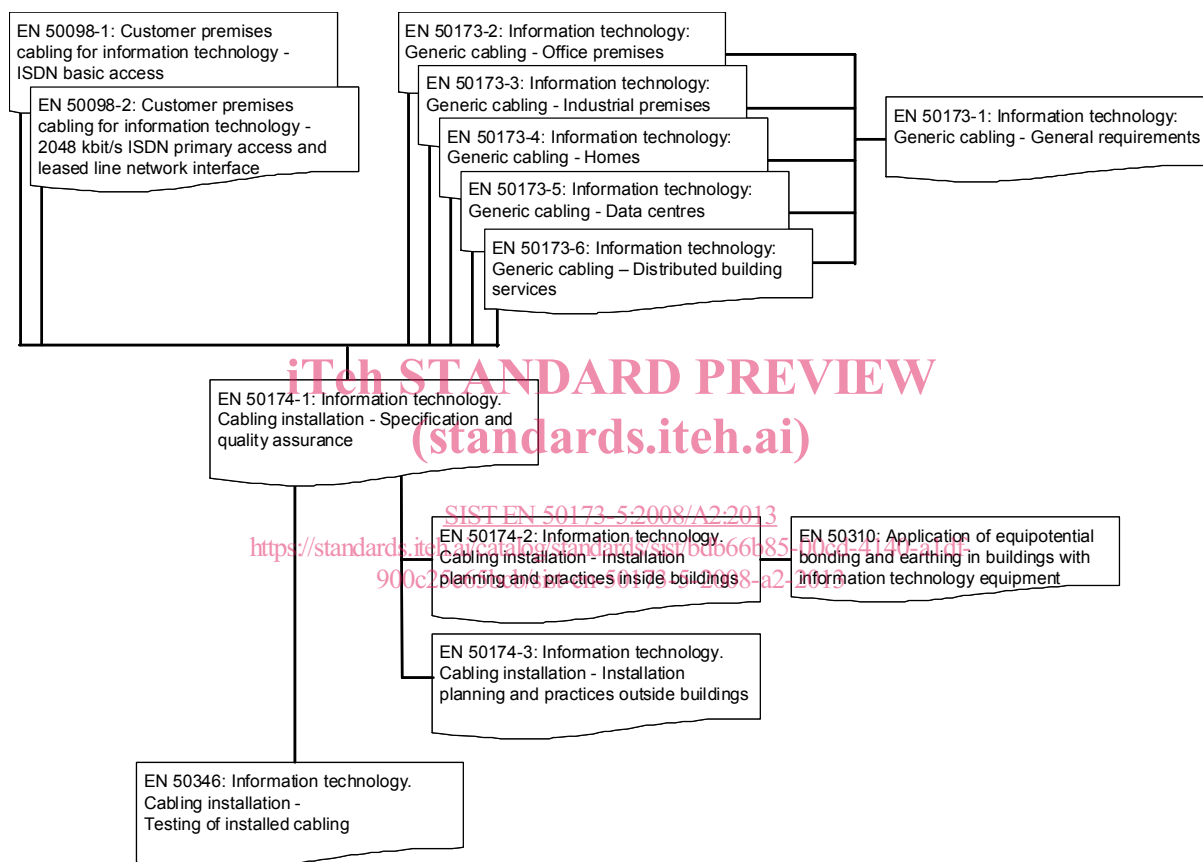 EN 50098-1: Customer premises
cabling for information technology -
ISDN basic access
EN 50098-2: Customer premises
cabling for information technology -
2048 kbit/s ISDN primary access and
leased line network interface
EN 50173-2: Information technology:
Generic cabling - Office premises
EN 50173-3: Information technology:
Generic cabling - Industrial premises
EN 50173-4: Information technology:
Generic cabling - Homes
EN 50173-5: Information technology:
Generic cabling - Data centres
EN 50173-6: Information technology:
Generic cabling – Distributed building
services
EN 50173-1: Information technology:
Generic cabling - General requirements
iTeh STANDARD PREVIEW
(standards.iteh.ai)
EN 50174-1: Information technology.
Cabling installation - Specification and
quality assurance
SIST EN 50173-5:2008/A2:2013
EN 50174-2: Information technology.
Cabling installation - Installation
planning and practices inside buildings
EN 50310: Application of equipotential
bonding and earthing in buildings with
information technology equipment
EN 50174-3: Information technology.
Cabling installation - Installation
planning and practices outside buildings
EN 50346: Information technology.
Cabling installation -
Testing of installed cabling